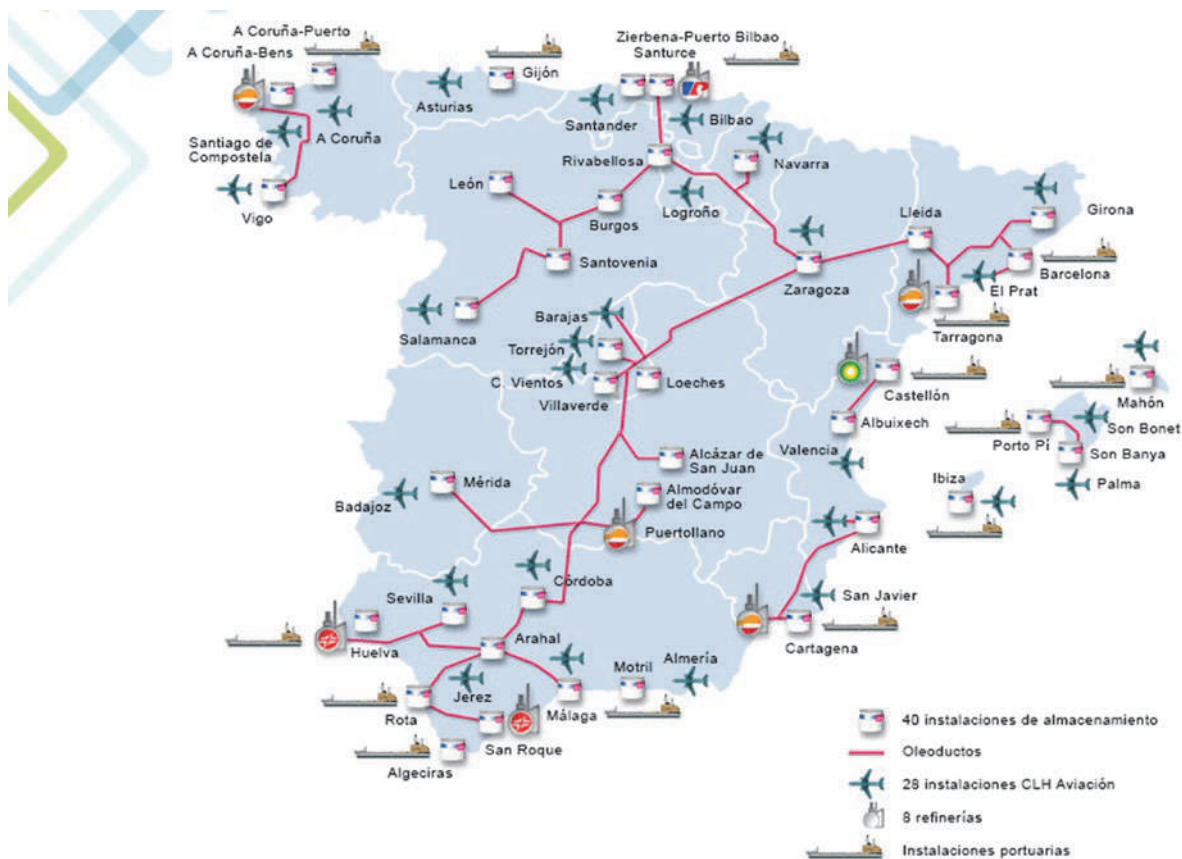 A Coruña-Puerto
A Coruña-Bens
Zierbena-Puerto Bilbao
Santurce
Gijón
Asturias
Santander
Bilbao
A Coruña
Santiago de
Compostela
Rivabellosa
Navarra
León
Vigo
Burgos
Logroño
Lleida
Girona
Santovenia
Zaragoza
Barcelona
El Prat
Salamanca
Barajas
Tarragona
Torrejón
C. Vientos
Villaverde
Loeches
Castellón
Mahón
Albuixech
Son Bonet
Porto Pí
Son Banya
Alcázar de
San Juan
Valencia
Palma
Mérida
Almodóvar
del Campo
Ibiza
Badajoz
Puertollano
Alicante
Córdoba
Sevilla
San Javier
Huelva
Arahal
Cartagena
Motril
Almería
Jerez
Rota
Málaga
San Roque
Algeciras
40 instalaciones de almacenamiento
Oleoductos
28 instalaciones CLH Aviación
8 refinerías
Instalaciones portuarias